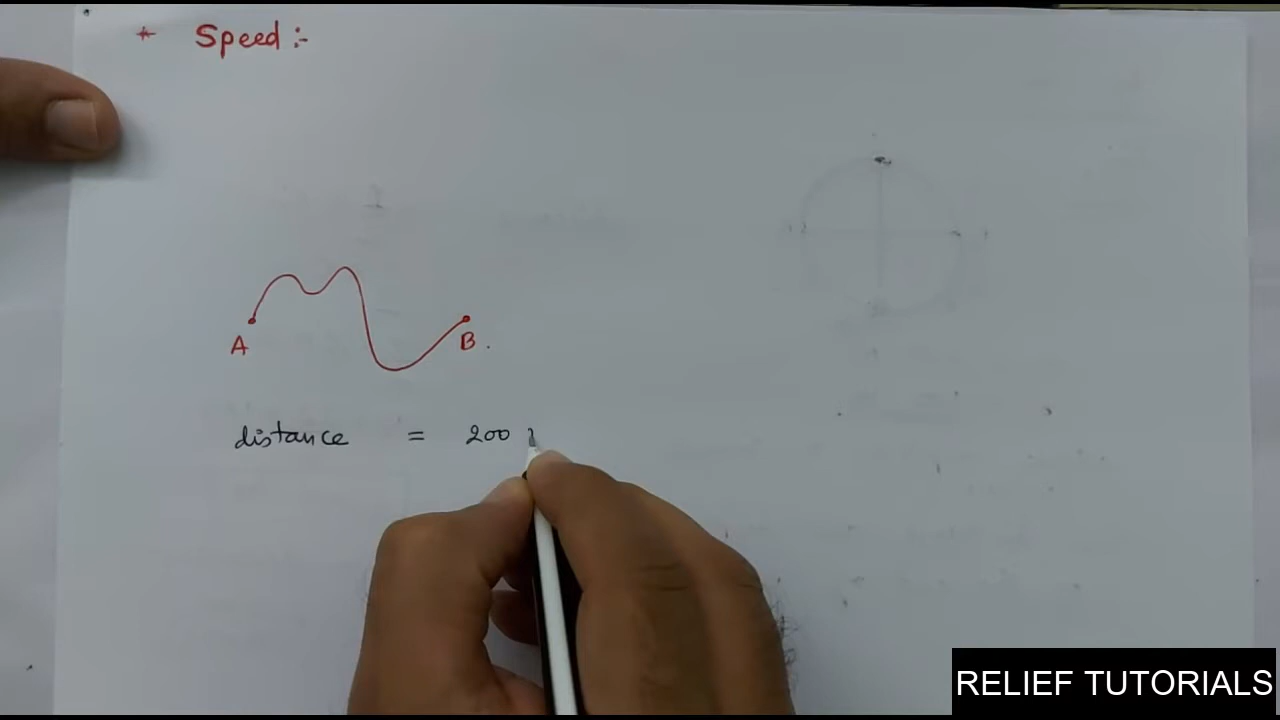 * Speed :-
A
B .
distance = 200
RELIEF TUTORIALS